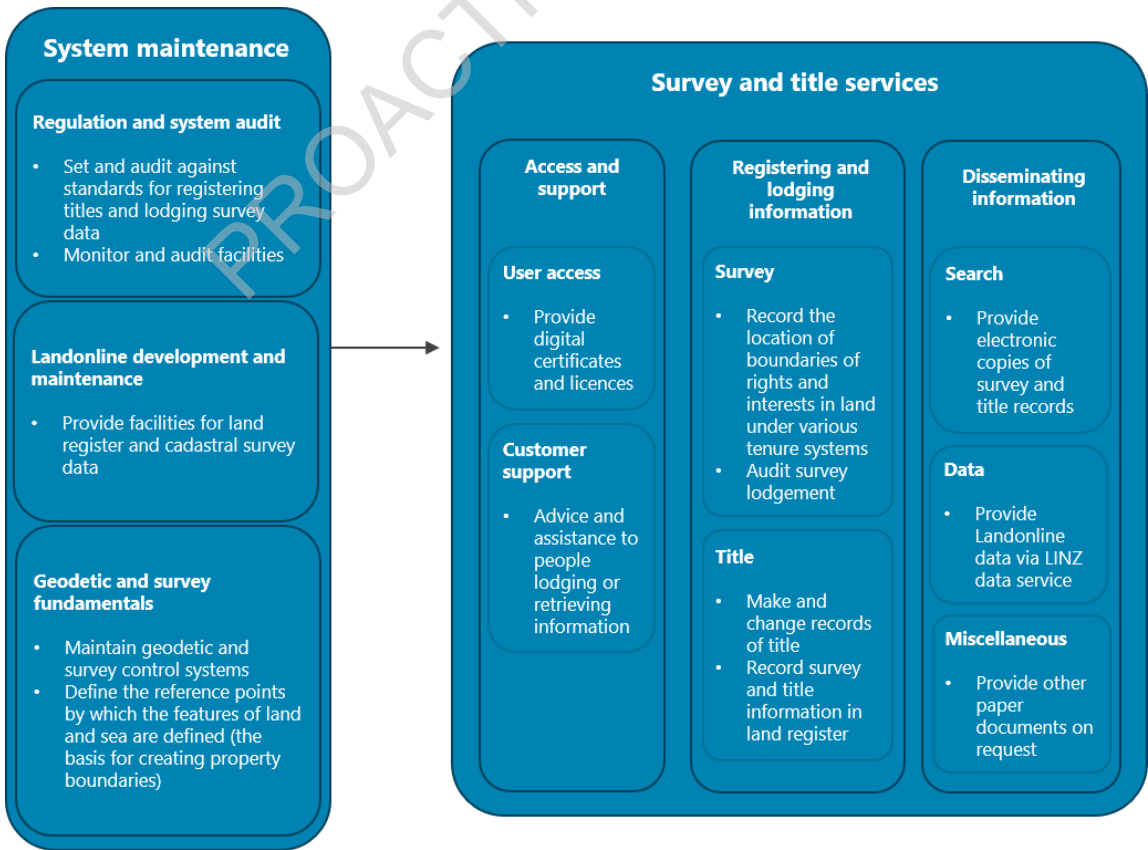 System maintenance
Regulation and system audit
• Set and audit against
standards for registering
titles and lodging survey
data
• Monitor and audit facilities
Landonline development and
maintenance
• Provide facilities for land
register and cadastral survey
data
Geodetic and survey
fundamentals
• Maintain geodetic and
survey control systems
• Define the reference points
by which the features of land
and sea are defined (the
basis for creating property
boundaries)
Survey and title services
Access and
support
User access
• Provide
digital
certificates
and licences
Customer
support
• Advice and
assistance to
people
lodging or
retrieving
information
Registering and
lodging
information
Survey
• Record the
location of
boundaries of
rights and
interests in land
under various
tenure systems
• Audit survey
lodgement
Title
• Make and
change records
of title
• Record survey
and title
information in
land register
Disseminating
information
Search
• Provide
electronic
copies of
survey and
title records
Data
• Provide
Landonline
data via LINZ
data service
Miscellaneous
• Provide other
paper
documents on
request